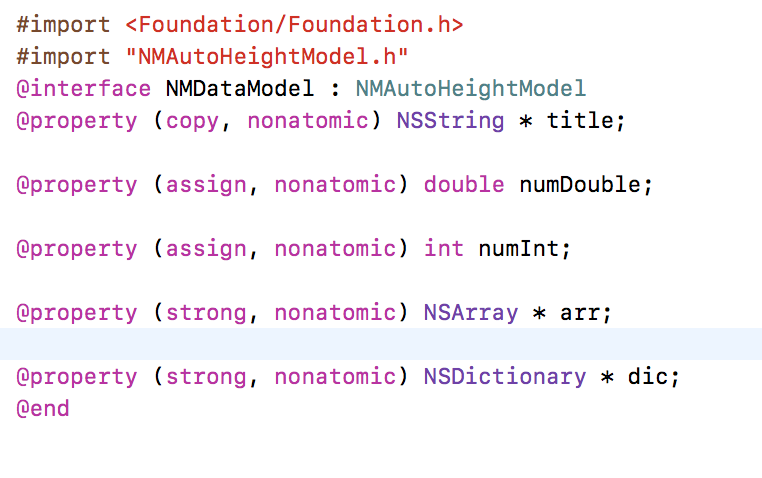 #import <Foundation/Foundation.h>
#import "NMAutoHeightModel.h"
@interface NMDataModel : NMAutoHeightModel
@property (copy, nonatomic) NSString * title;
@property (assign, nonatomic) double numDouble;
@property (assign, nonatomic) int numInt;
@property (strong, nonatomic) NSArray * arr;
@property (strong, nonatomic) NSDictionary * dic;
@end